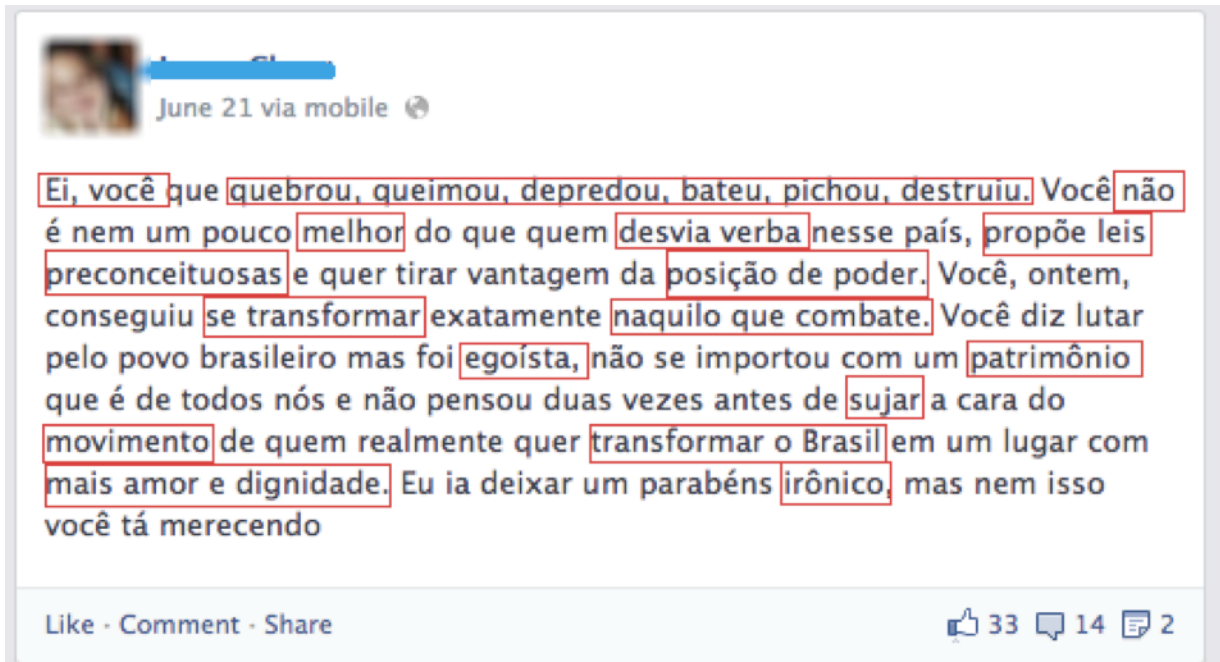 June 21 via mobile
Ei, você que quebrou, queimou, depredou, bateu, pichou, destruiu. Você não
é nem um pouco melhor do que quem desvia verba nesse país, propõe leis
preconceituosas e quer tirar vantagem da posição de poder. Você, ontem,
conseguiu se transformar exatamente naquilo que combate. Você diz lutar
pelo povo brasileiro mas foi egoísta, não se importou com um patrimônio
que é de todos nós e não pensou duas vezes antes de sujar a cara do
movimento de quem realmente quer transformar o Brasil em um lugar com
mais amor e dignidade. Eu ia deixar um parabéns irônico, mas nem isso
você tá merecendo
Like · Comment · Share 33 14 2